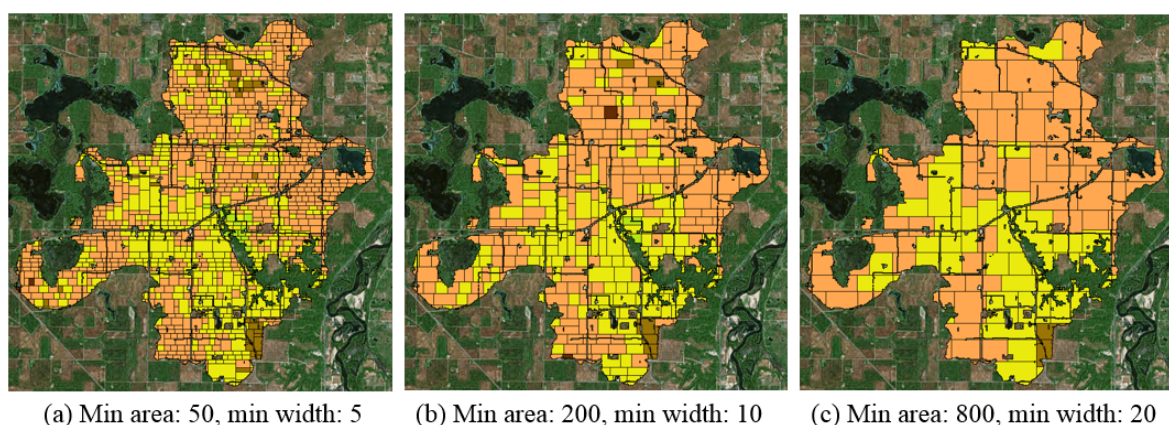 (a) Min area: 50, min width: 5
(b) Min area: 200, min width: 10
(c) Min area: 800, min width: 20